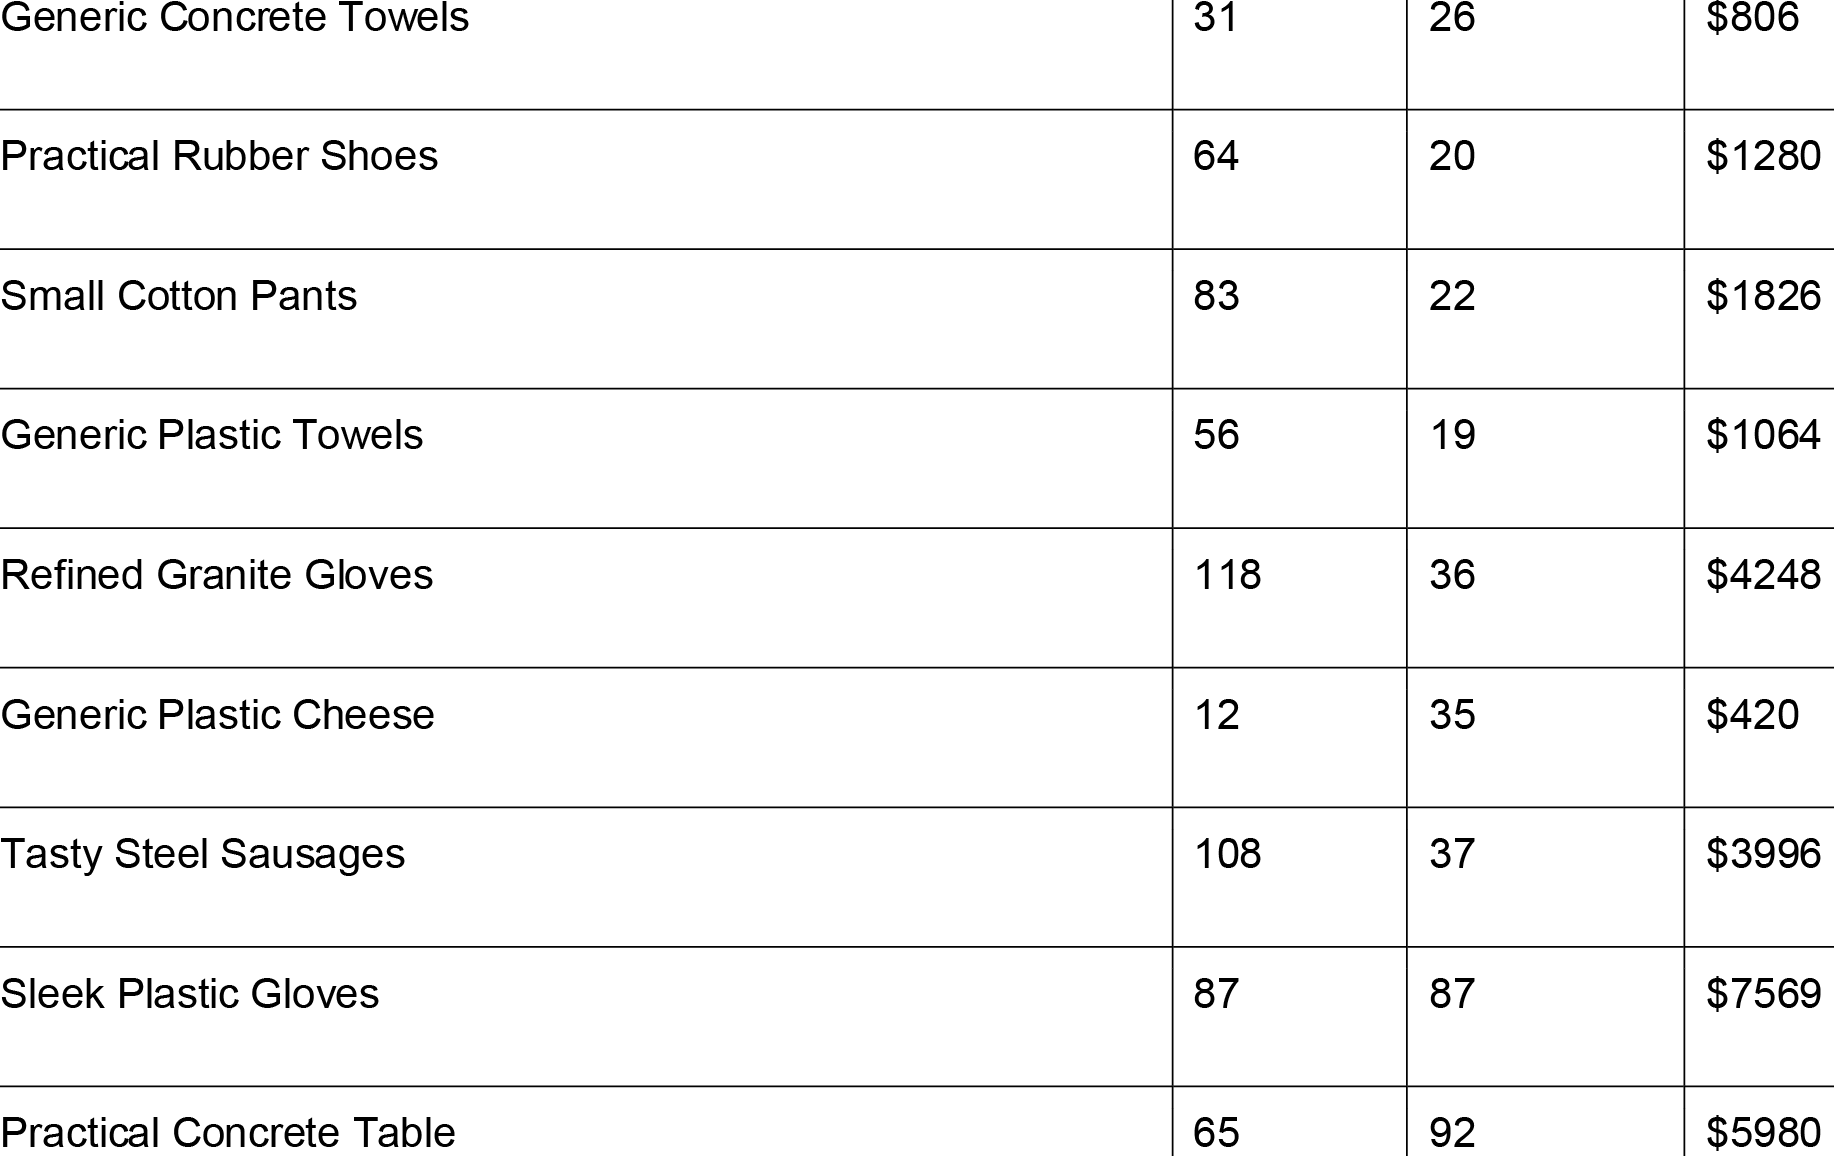 Generic Concrete Towels 31 26 $806
Practical Rubber Shoes 64 20 $1280
Small Cotton Pants 83 22 $1826
Generic Plastic Towels 56 19 $1064
Refined Granite Gloves 118 36 $4248
Generic Plastic Cheese 12 35 $420
Tasty Steel Sausages 108 37 $3996
Sleek Plastic Gloves 87 87 $7569
Practical Concrete Table 65 92 $5980